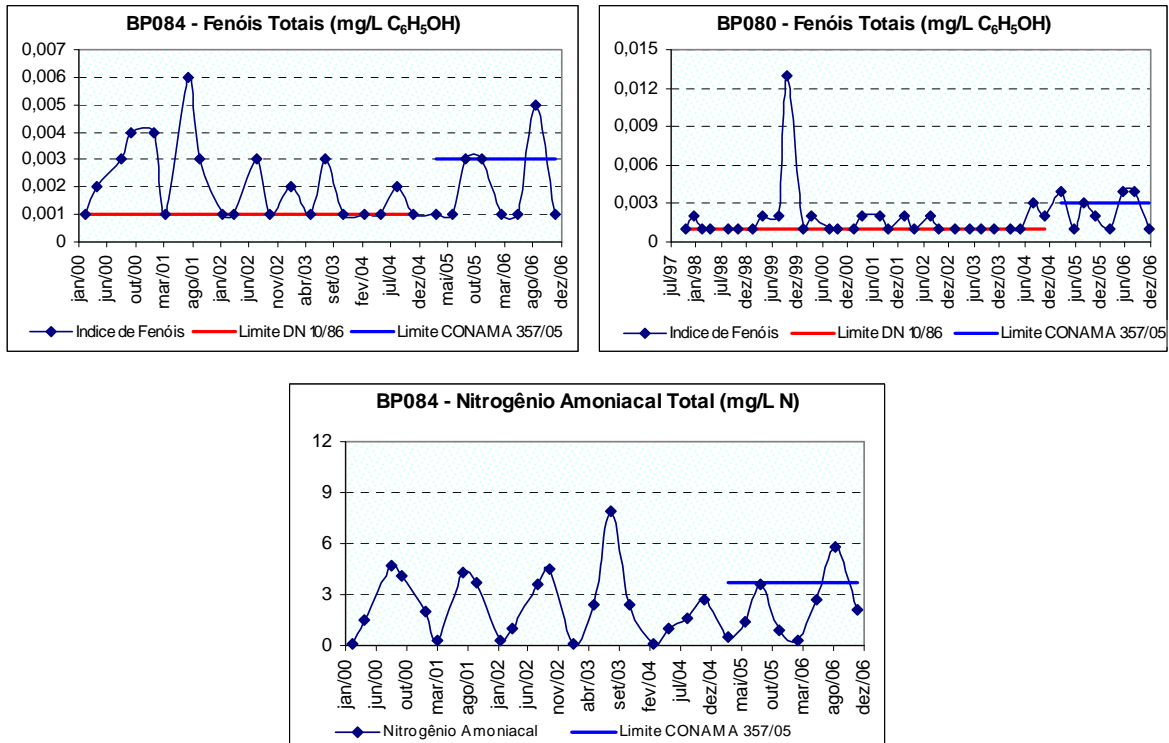 BP084 - Fenóis Totais (mg/L C₆H₅OH)
0,007
0,006
0,005
0,004
0,003
0,002
0,001
0
jan/00
jun/00
out/00
mar/01
ago/01
jan/02
jun/02
nov/02
abr/03
set/03
fev/04
jul/04
dez/04
mai/05
out/05
mar/06
ago/06
dez/06
Indice de Fenóis
Limite DN 10/86
Limite CONAMA 357/05
BP080 - Fenóis Totais (mg/L C₆H₅OH)
0,015
0,012
0,009
0,006
0,003
0
jul/97
jan/98
jun/98
dez/98
jun/99
dez/99
jun/00
dez/00
jun/01
dez/01
jun/02
dez/02
jun/03
dez/03
jun/04
dez/04
jun/05
dez/05
jun/06
dez/06
Indice de Fenóis
Limite DN 10/86
Limite CONAMA 357/05
BP084 - Nitrogênio Amoniacal Total (mg/L N)
12
9
6
3
0
jan/00
jun/00
out/00
mar/01
ago/01
jan/02
jun/02
nov/02
abr/03
set/03
fev/04
jul/04
dez/04
mai/05
out/05
mar/06
ago/06
dez/06
Nitrogênio Amoniacal
Limite CONAMA 357/05